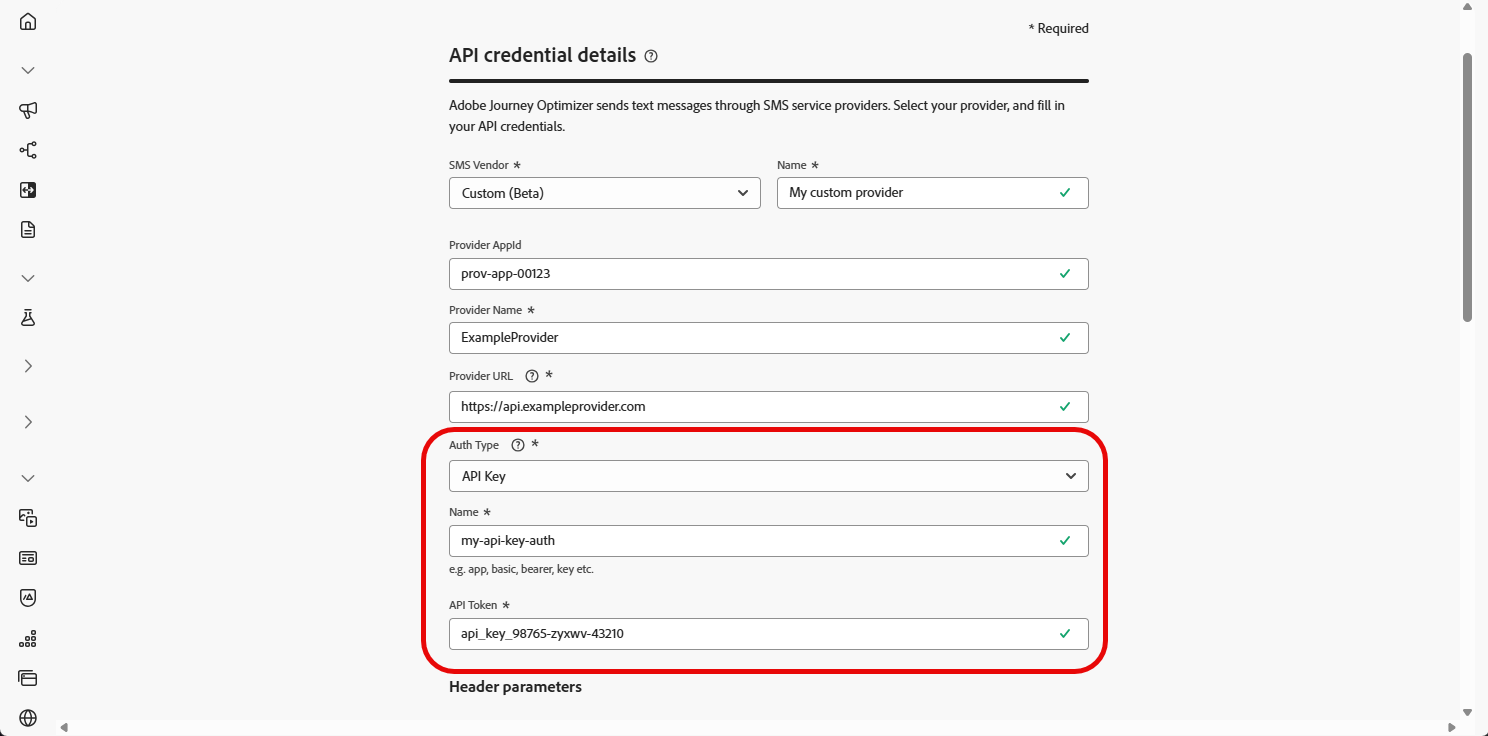 * Required
API credential details
Adobe Journey Optimizer sends text messages through SMS service providers. Select your provider, and fill in
your API credentials.
SMS Vendor *
Name *
Custom (Beta)
My custom provider
Provider AppId
prov-app-00123
Provider Name *
ExampleProvider
Provider URL *
https://api.exampleprovider.com
Auth Type *
API Key
Name *
my-api-key-auth
e.g. app, basic, bearer, key etc.
API Token *
api_key_98765-zyxwv-43210
Header parameters